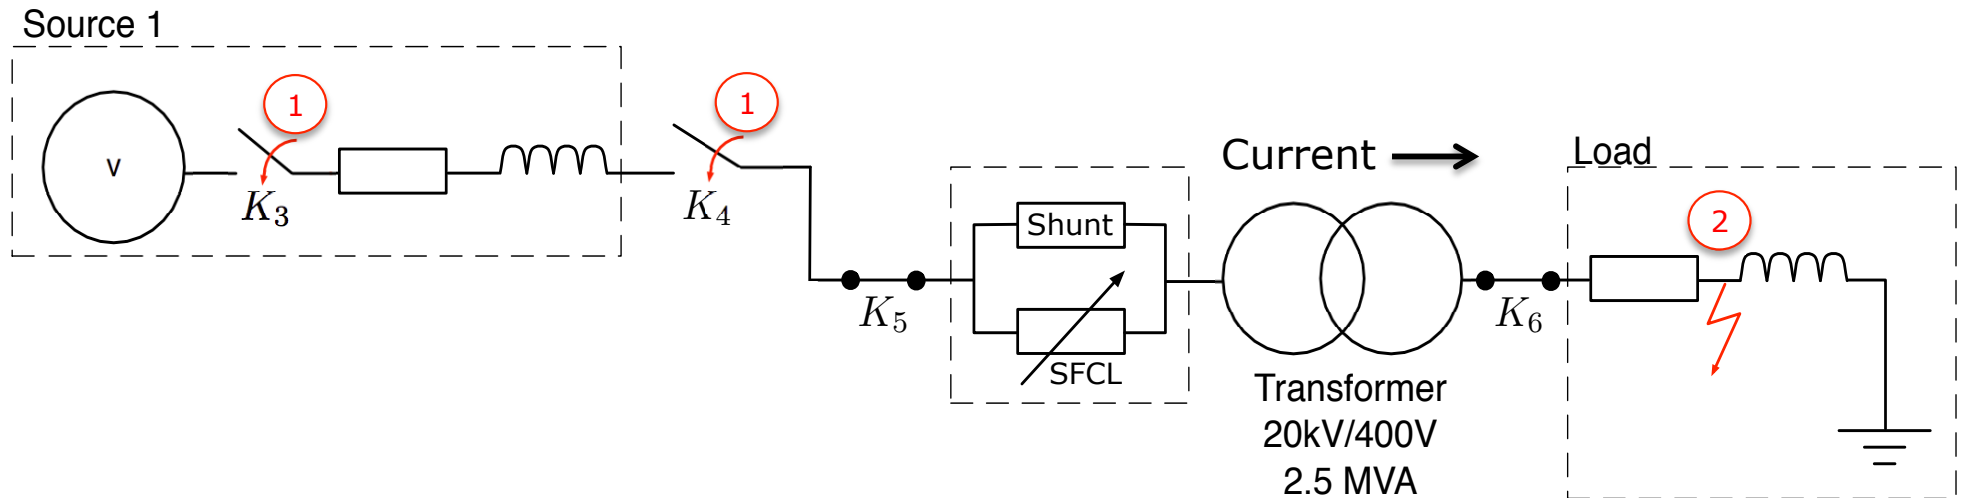 Source 1
V
1
K3
1
K4
K5
Shunt
SFCL
Current
Transformer
20kV/400V
2.5 MVA
K6
Load
2